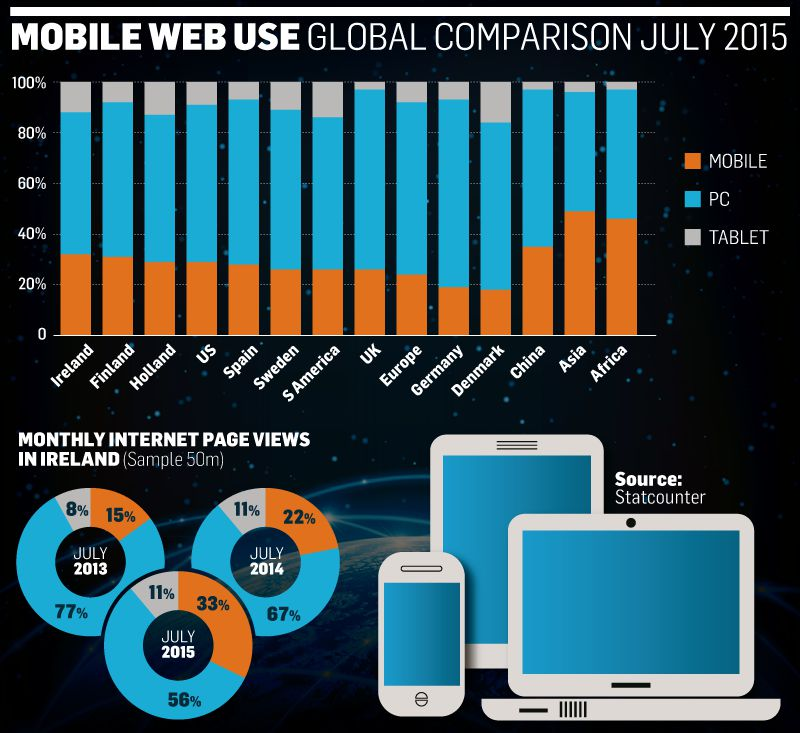 MOBILE WEB USE GLOBAL COMPARISON JULY 2015
100%
80%
60%
40%
20%
0
MOBILE
PC
TABLET
Ireland
Finland
Holland
US
Spain
Sweden
S America
UK
Europe
Germany
Denmark
China
Asia
Africa
MONTHLY INTERNET PAGE VIEWS
IN IRELAND (Sample 50m)
8%
15%
JULY
2013
77%
11%
22%
JULY
2014
67%
11%
33%
JULY
2015
56%
Source:
Statcounter